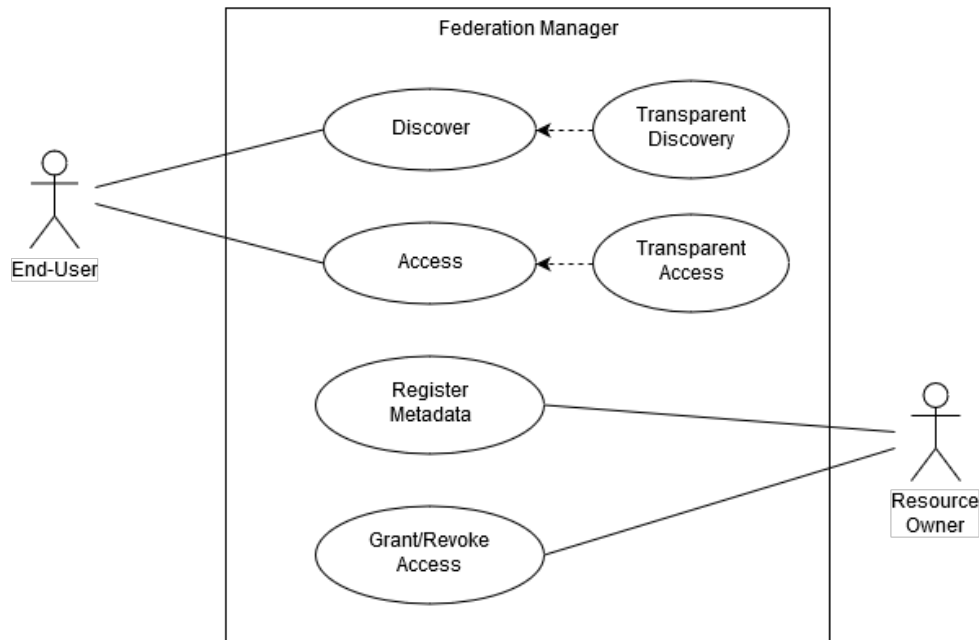 Federation Manager
Discover
Transparent
Discovery
End-User
Access
Transparent
Access
Register
Metadata
Resource
Owner
Grant/Revoke
Access